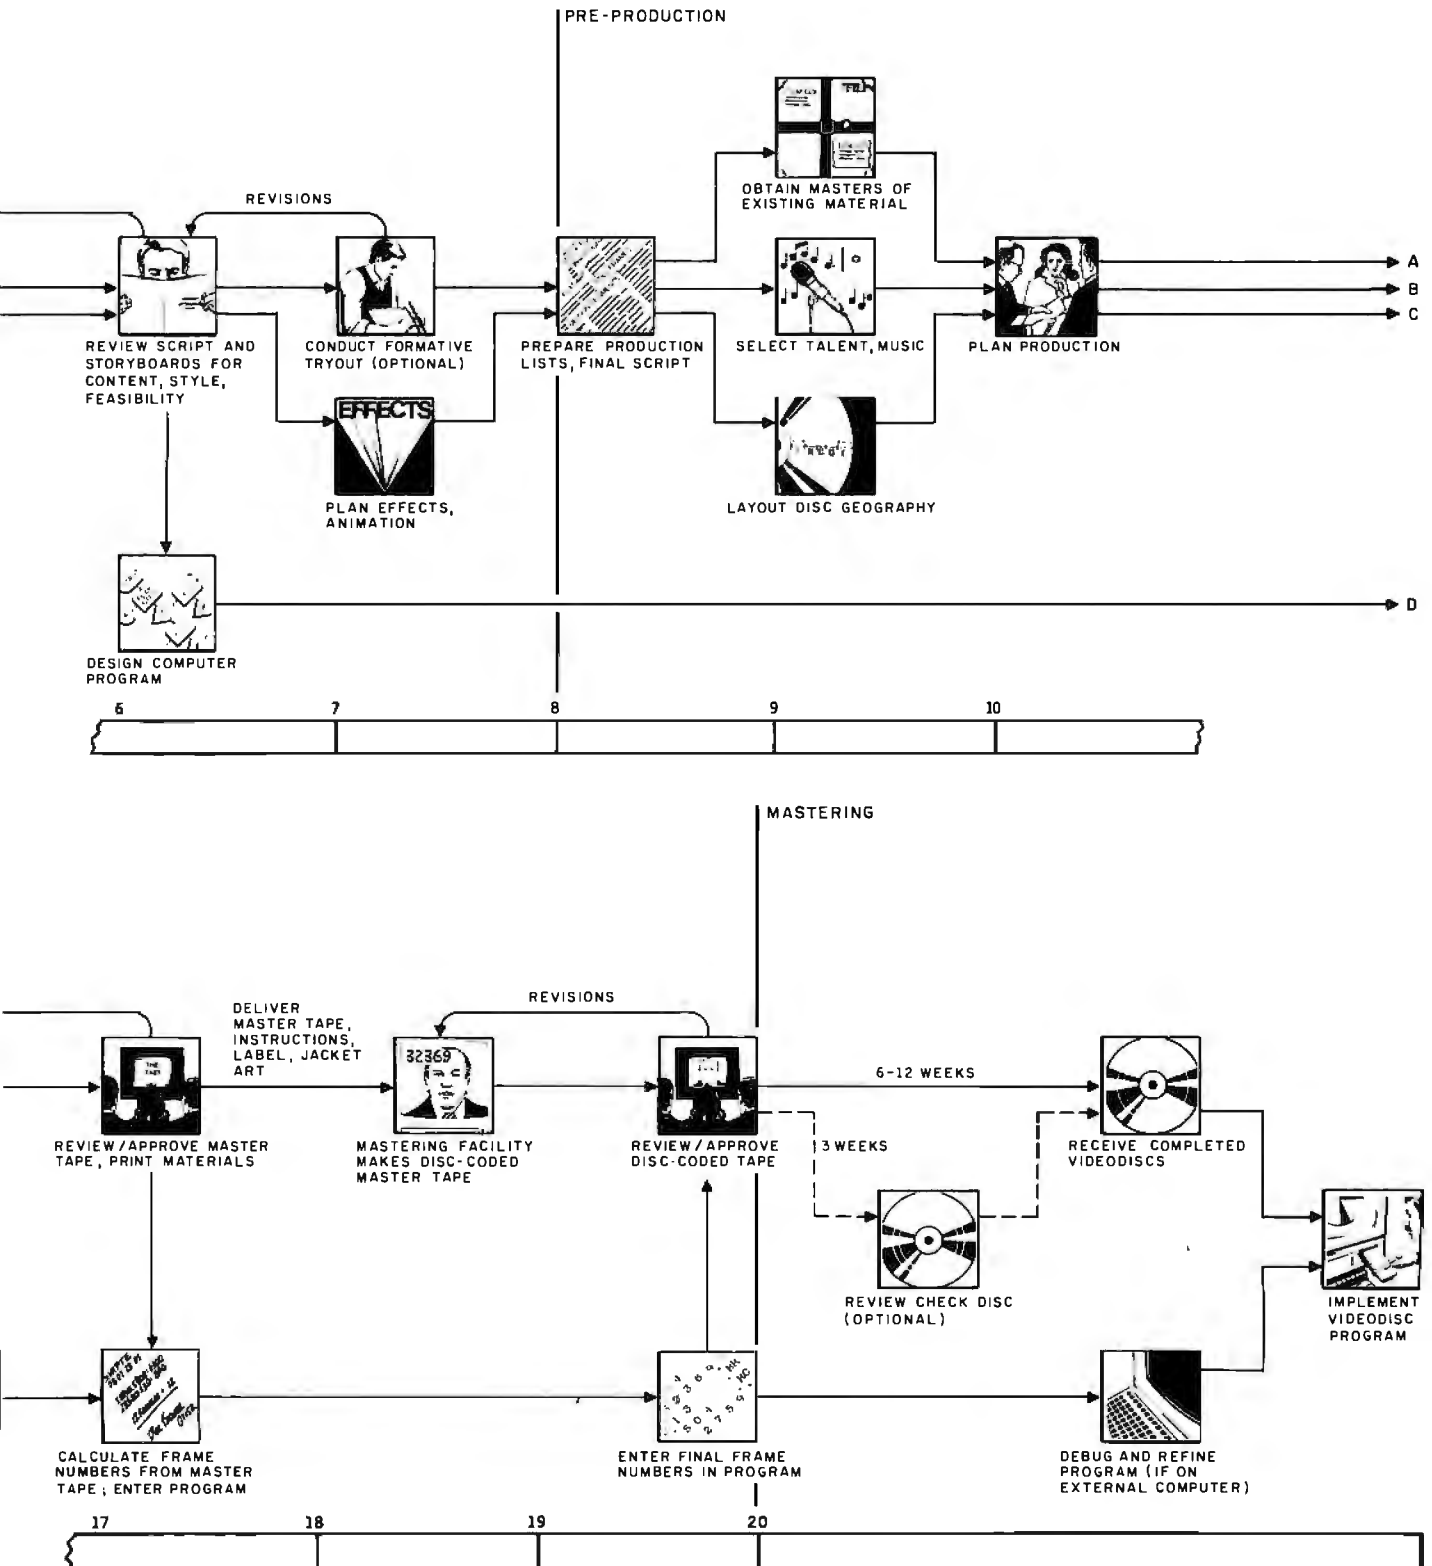 PRE-PRODUCTION
OBTAIN MASTERS OF
EXISTING MATERIAL
REVISIONS
REVIEW SCRIPT AND
STORYBOARDS FOR
CONTENT, STYLE,
FEASIBILITY
CONDUCT FORMATIVE
TRYOUT (OPTIONAL)
PREPARE PRODUCTION
LISTS, FINAL SCRIPT
SELECT TALENT, MUSIC
PLAN PRODUCTION
A
B
C
EFFECTS
PLAN EFFECTS,
ANIMATION
LAYOUT DISC GEOGRAPHY
D
DESIGN COMPUTER
PROGRAM
6 7 8 9 10
MASTERING
REVISIONS
DELIVER
MASTER TAPE,
INSTRUCTIONS,
LABEL, JACKET
ART
32369
6-12 WEEKS
REVIEW/APPROVE MASTER
TAPE, PRINT MATERIALS
MASTERING FACILITY
MAKES DISC-CODED
MASTER TAPE
REVIEW/APPROVE
DISC-CODED TAPE
3 WEEKS
RECEIVE COMPLETED
VIDEODISCS
REVIEW CHECK DISC
(OPTIONAL)
IMPLEMENT
VIDEODISC
PROGRAM
CALCULATE FRAME
NUMBERS FROM MASTER
TAPE; ENTER PROGRAM
ENTER FINAL FRAME
NUMBERS IN PROGRAM
DEBUG AND REFINE
PROGRAM (IF ON
EXTERNAL COMPUTER)
17 18 19 20